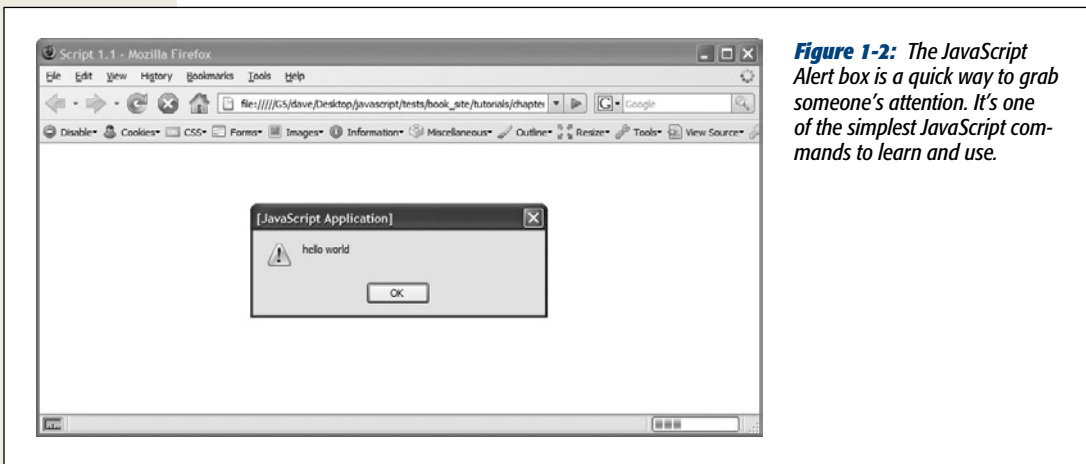 Script 1.1 - Mozilla Firefox
File Edit View History Bookmarks Tools Help
file://///G5/dave/Desktop/javascript/tests/book_site/tutorials/chapter G Google
Disable Cookies CSS Forms Images Information Miscellaneous Outline Resize Tools View Source
[JavaScript Application]
hello world
OK
Figure 1-2: The JavaScript
Alert box is a quick way to grab
someone's attention. It's one
of the simplest JavaScript com-
mands to learn and use.